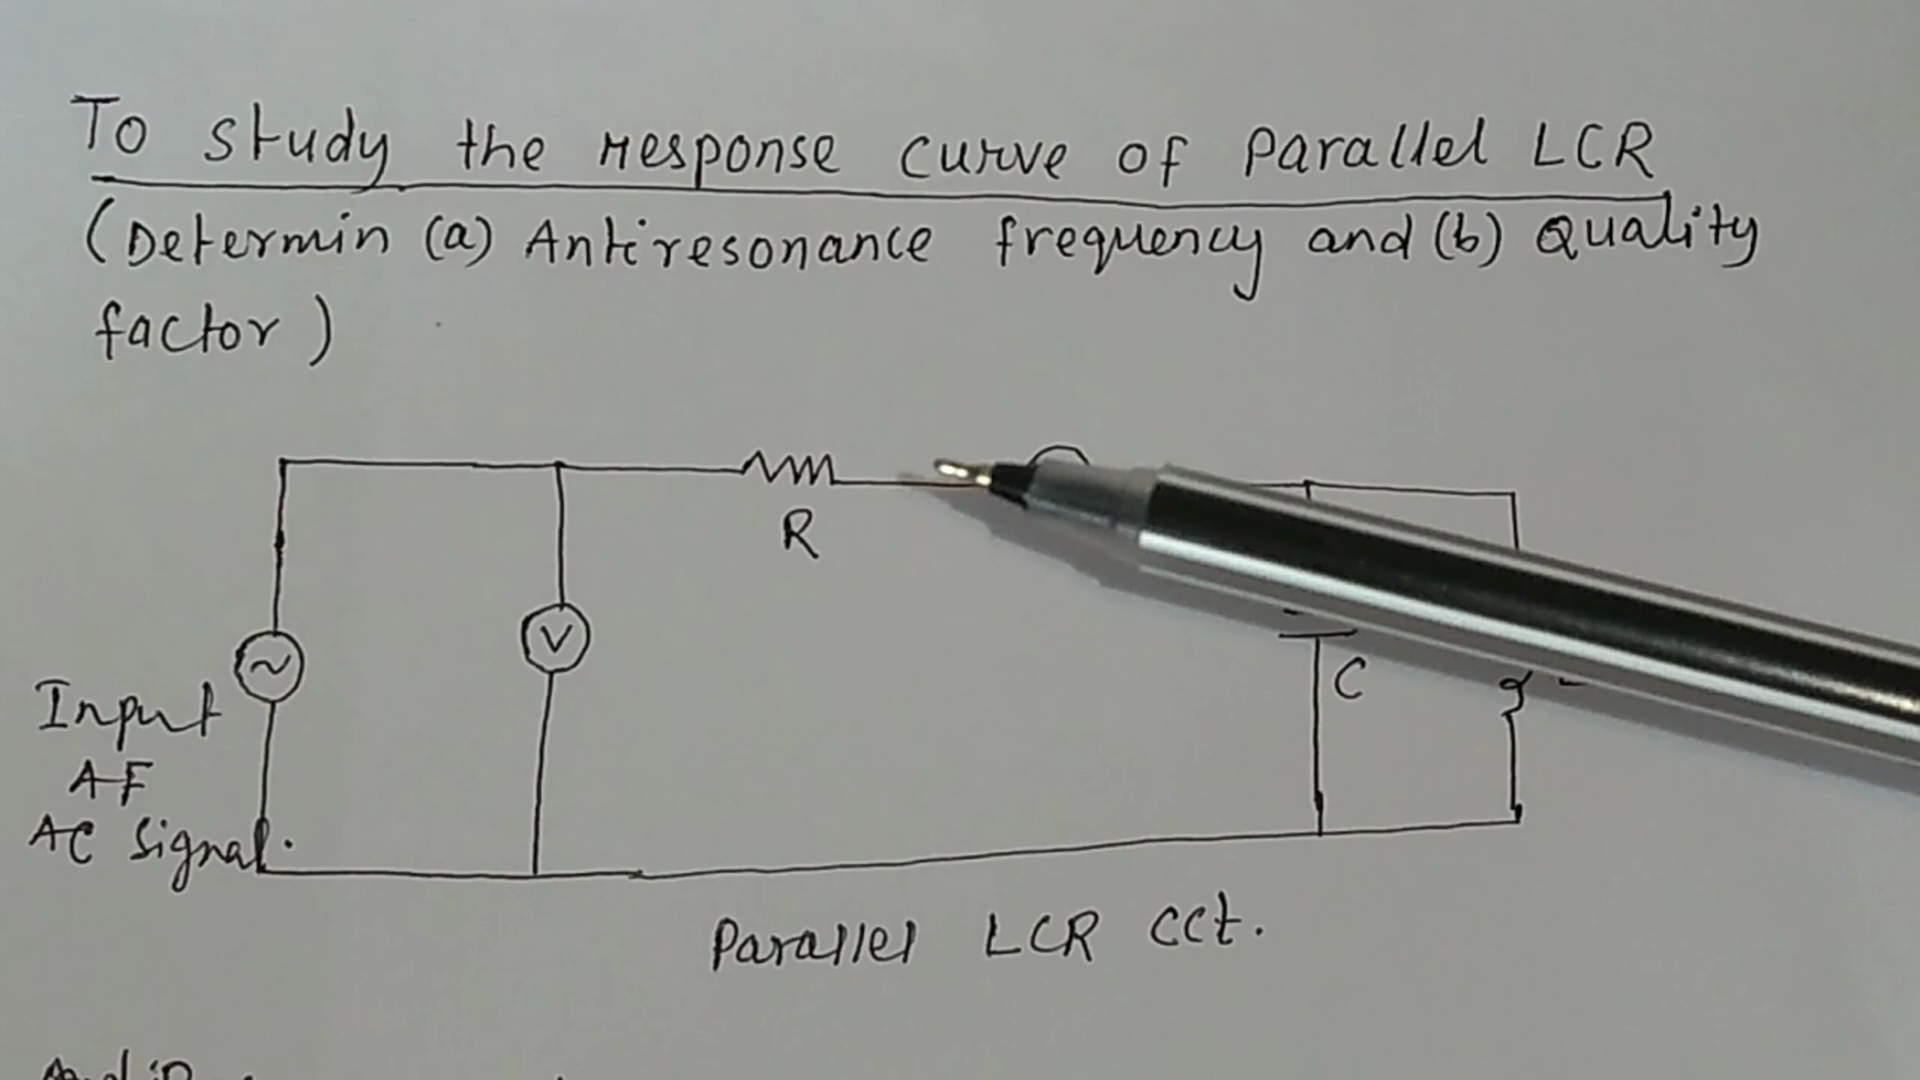 To study the response curve of parallel LCR
(Determin (a) Antiresonance frequency and (b) Quality
factor)
R
V
Input
AF
AC signal.
C
Parallel LCR cct.